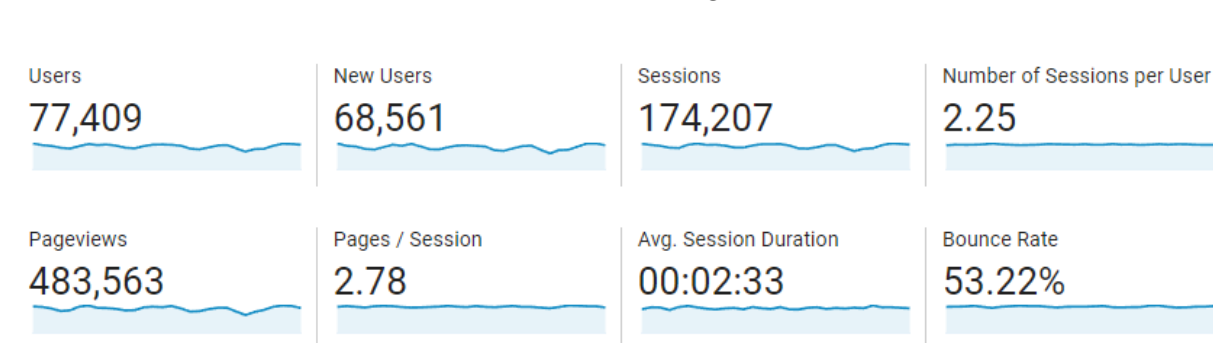 Users
77,409
New Users
68,561
Sessions
174,207
Number of Sessions per User
2.25
Pageviews
483,563
Pages / Session
2.78
Avg. Session Duration
00:02:33
Bounce Rate
53.22%